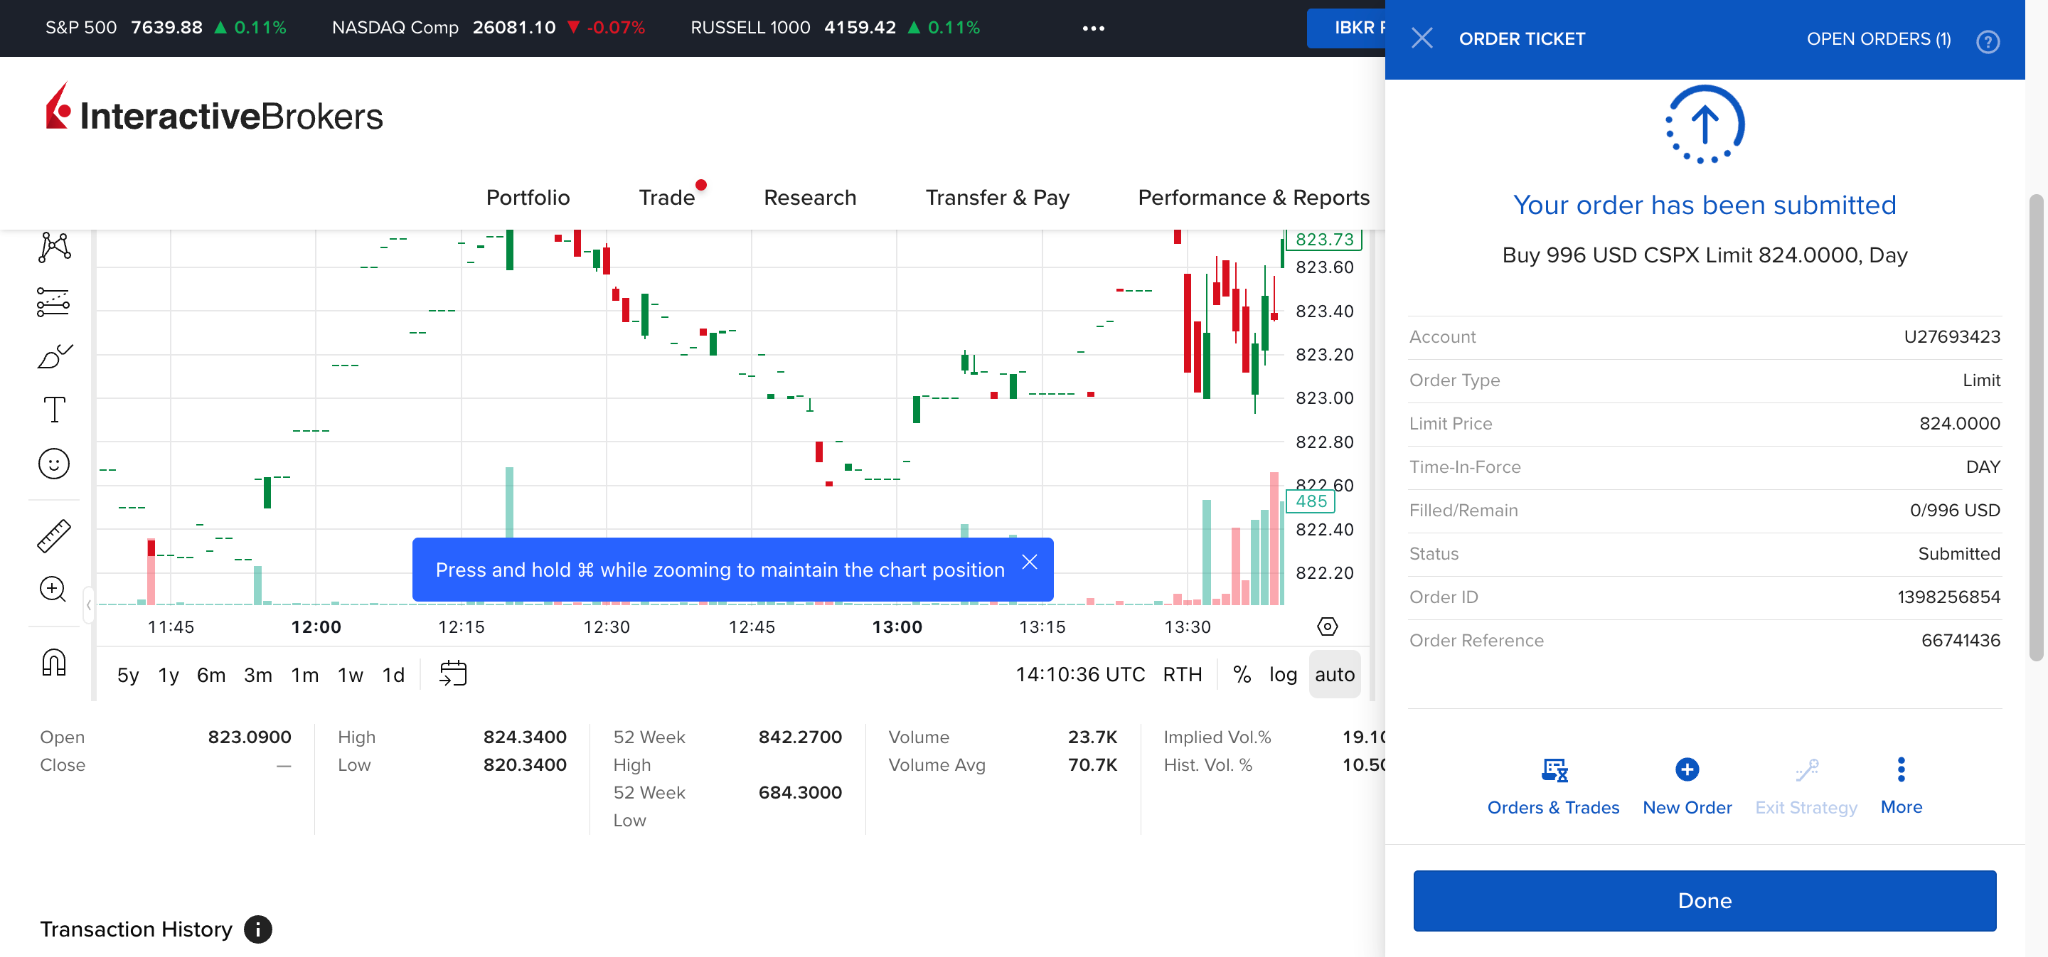 S&P 500 7639.88 ▲ 0.11% NASDAQ Comp 26081.10 ▼ -0.07% RUSSELL 1000 4159.42 ▲ 0.11% •••
IBKR
InteractiveBrokers
Portfolio Trade Research Transfer & Pay Performance & Reports
823.73
823.60
823.40
823.20
823.00
822.80
822.60
485
822.40
822.20
Press and hold ⌘ while zooming to maintain the chart position
11:45 12:00 12:15 12:30 12:45 13:00 13:15 13:30
5y 1y 6m 3m 1m 1w 1d 14:10:36 UTC RTH % log auto
Open 823.0900
Close —
High 824.3400
Low 820.3400
52 Week High 842.2700
52 Week Low 684.3000
Volume 23.7K
Volume Avg 70.7K
Implied Vol.% 19.10
Hist. Vol. % 10.50
Transaction History
ORDER TICKET OPEN ORDERS (1) ?
Your order has been submitted
Buy 996 USD CSPX Limit 824.0000, Day
Account U27693423
Order Type Limit
Limit Price 824.0000
Time-In-Force DAY
Filled/Remain 0/996 USD
Status Submitted
Order ID 1398256854
Order Reference 66741436
Orders & Trades New Order Exit Strategy More
Done